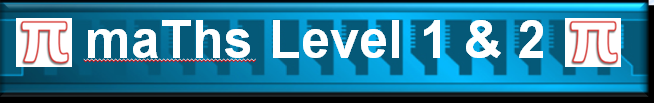 π maThs Level 1 & 2 π